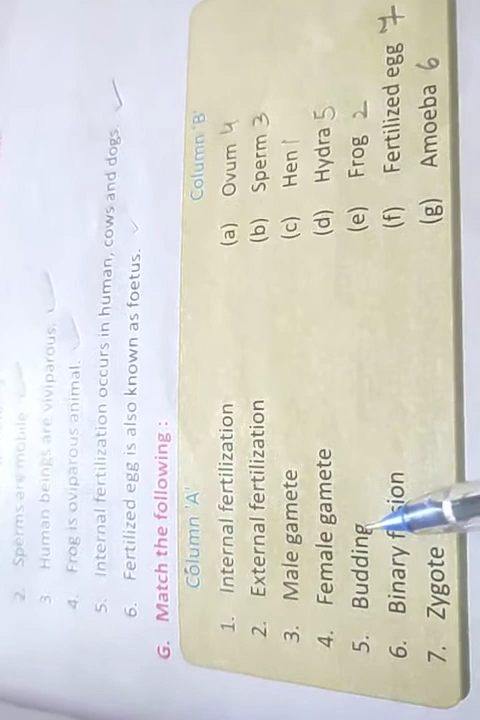 2. Sperms are mobile.
3. Human beings are viviparous.
4. Frog is oviparous animal.
5. Internal fertilization occurs in human, cows and dogs.
6. Fertilized egg is also known as foetus.
G. Match the following :
Column 'A' Column 'B'
1. Internal fertilization (a) Ovum 4
2. External fertilization (b) Sperm 3
3. Male gamete (c) Hen 1
4. Female gamete (d) Hydra 5
5. Budding (e) Frog 2
6. Binary fission (f) Fertilized egg 7
7. Zygote (g) Amoeba 6